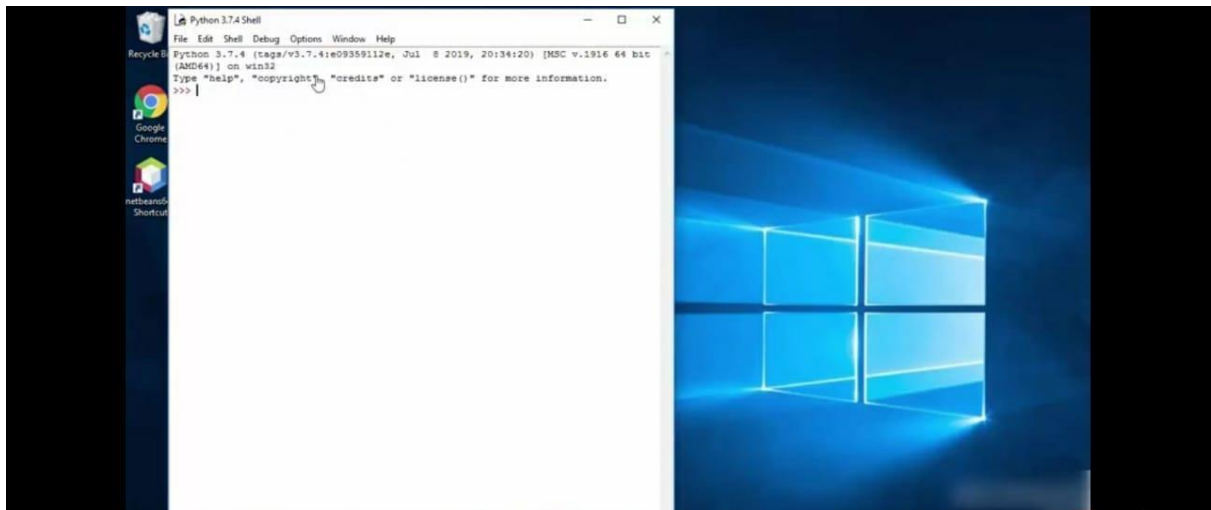 Python 3.7.4 Shell
File Edit Shell Debug Options Window Help
Python 3.7.4 (tags/v3.7.4:e09359112e, Jul 8 2019, 20:34:20) [MSC v.1916 64 bit
(AMD64)] on win32
Type "help", "copyright", "credits" or "license()" for more information.
>>>
Recycle Bi
Google
Chrome
netbeans6
Shortcut